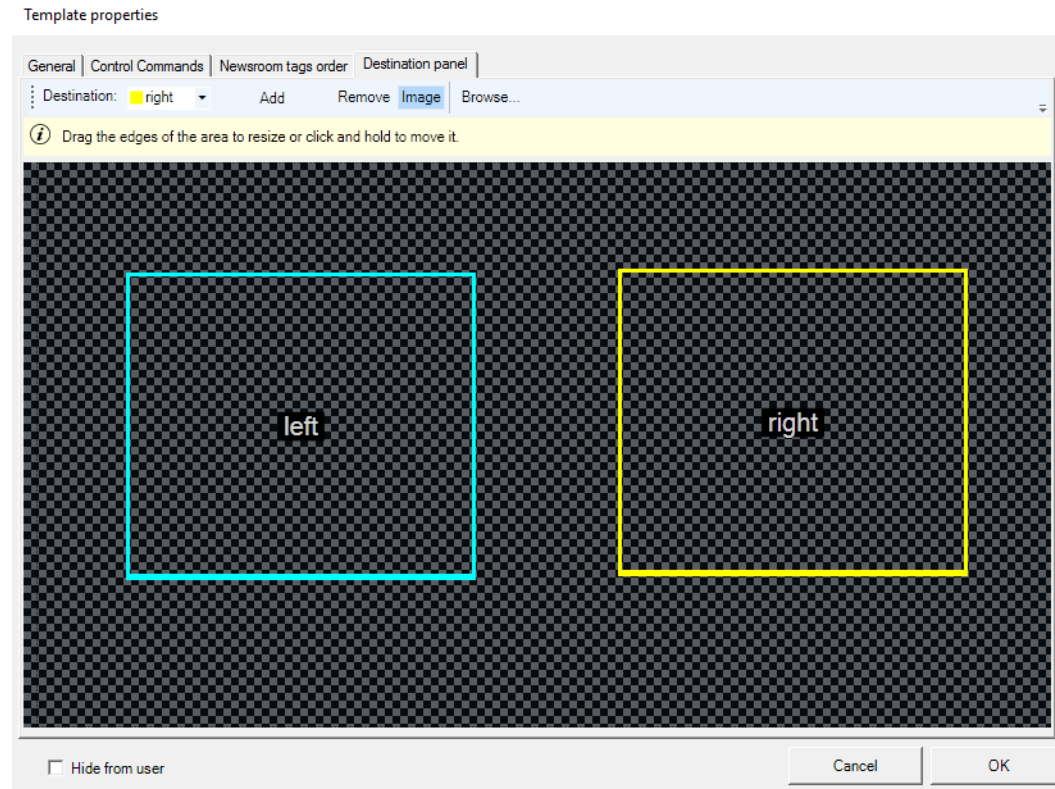 Template properties
General Control Commands Newsroom tags order Destination panel
Destination: right Add Remove Image Browse...
Drag the edges of the area to resize or click and hold to move it.
left
right
Hide from user
Cancel
OK